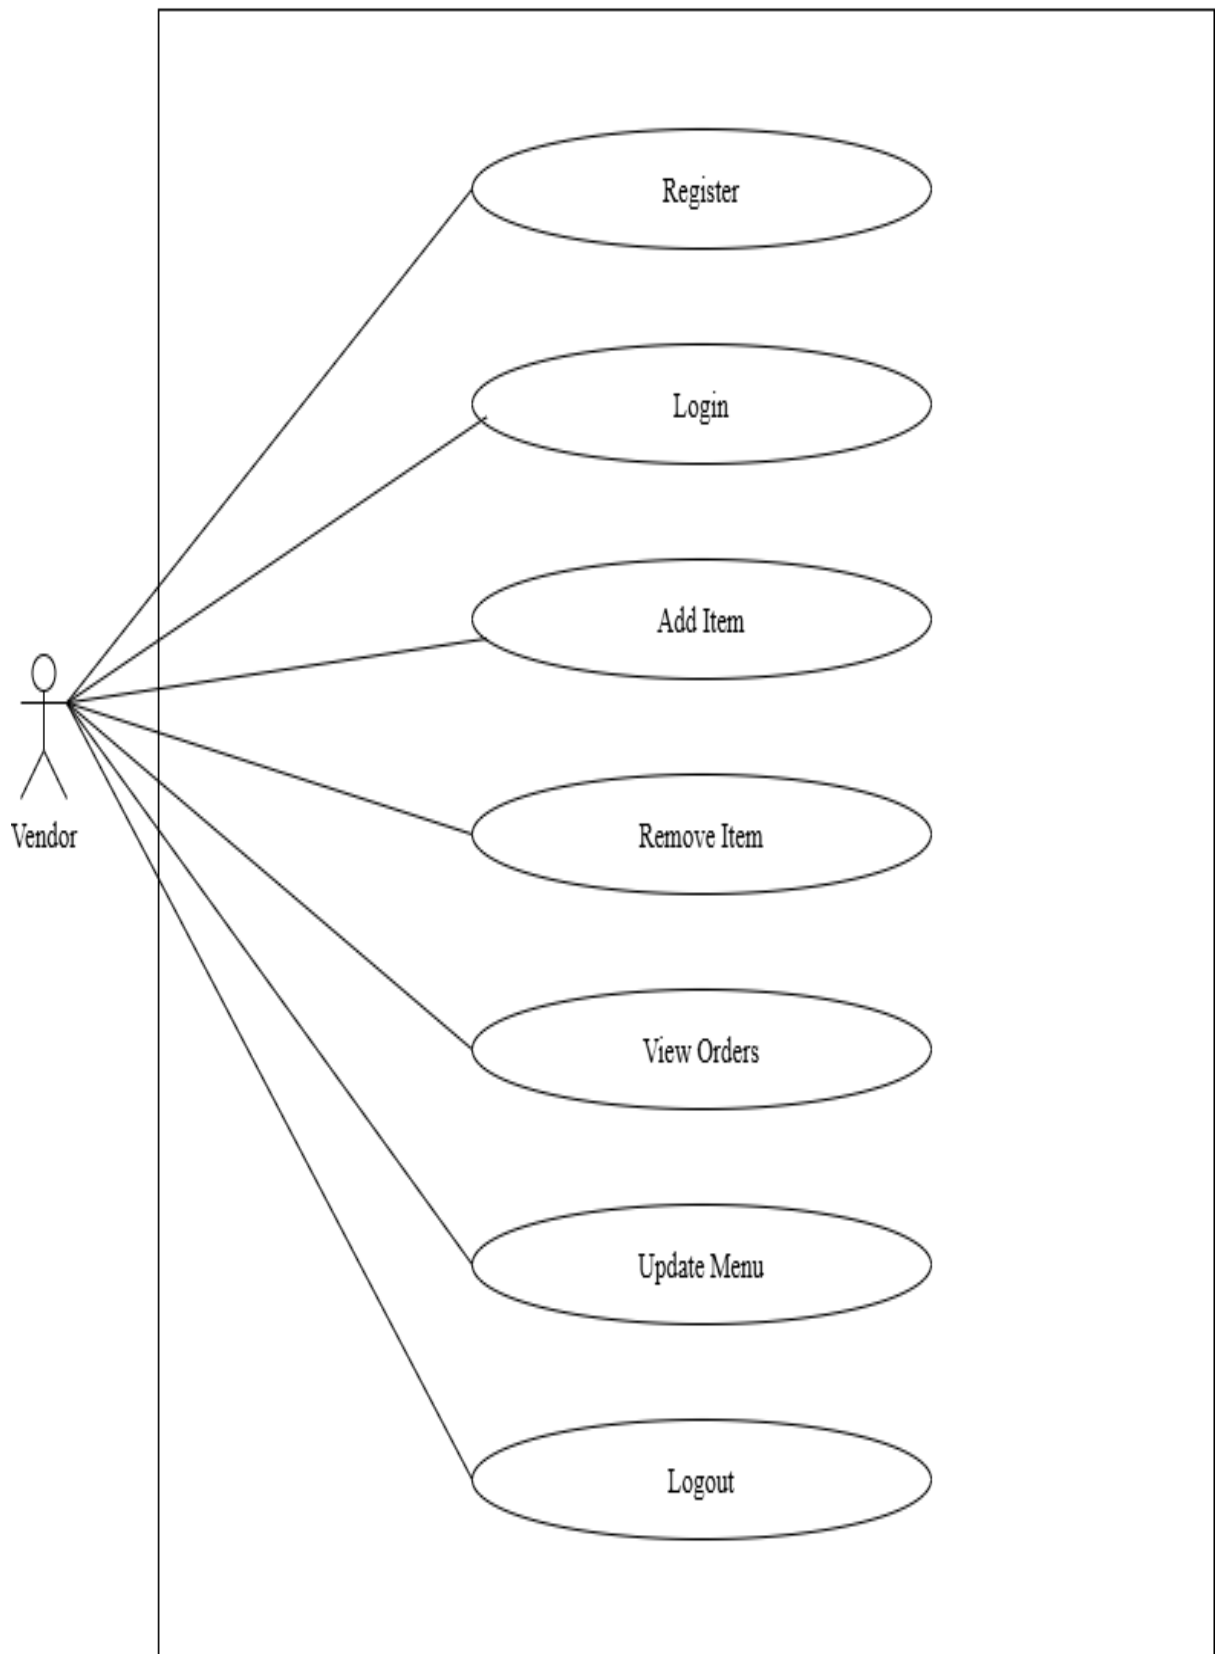 Register
Login
Add Item
Remove Item
Vendor
View Orders
Update Menu
Logout